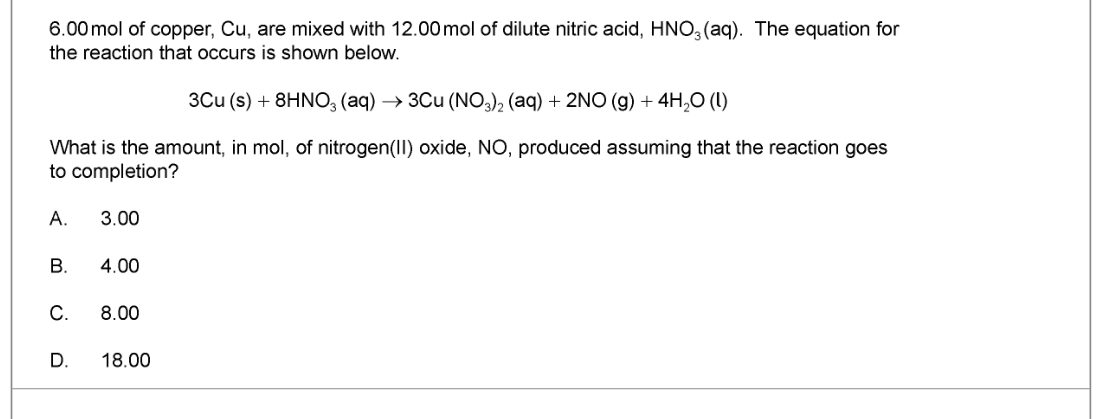 6.00 mol of copper, Cu, are mixed with 12.00 mol of dilute nitric acid, HNO₃(aq). The equation for
the reaction that occurs is shown below.
3Cu (s) + 8HNO₃ (aq) → 3Cu (NO₃)₂ (aq) + 2NO (g) + 4H₂O (l)
What is the amount, in mol, of nitrogen(II) oxide, NO, produced assuming that the reaction goes
to completion?
A. 3.00
B. 4.00
C. 8.00
D. 18.00